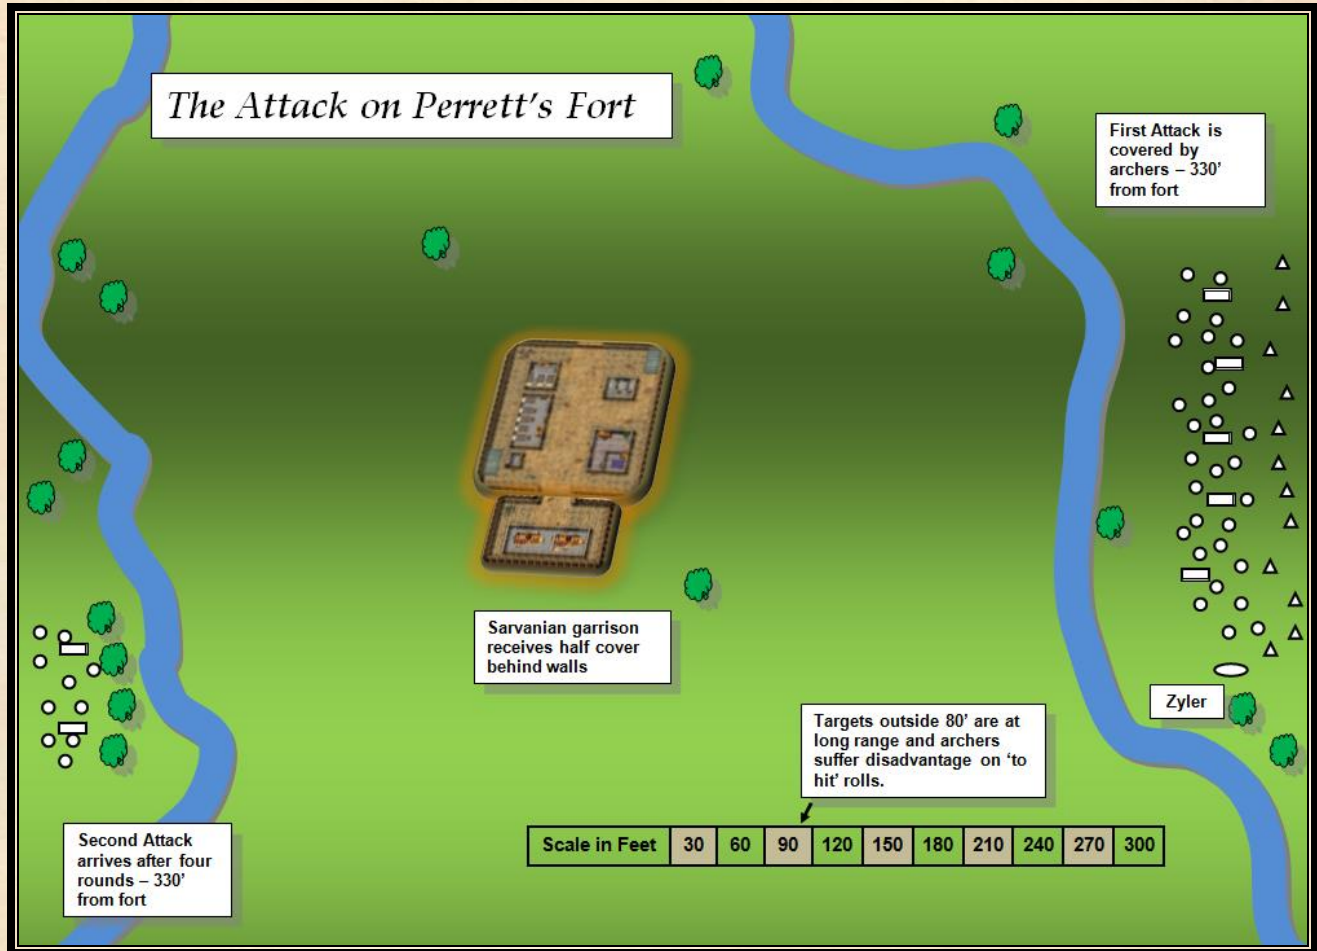 The Attack on Perrett's Fort
First Attack is
covered by
archers – 330'
from fort
Sarvanian garrison
receives half cover
behind walls
Zyler
Targets outside 80' are at
long range and archers
suffer disadvantage on 'to
hit' rolls.
Second Attack
arrives after four
rounds – 330'
from fort
Scale in Feet 30 60 90 120 150 180 210 240 270 300